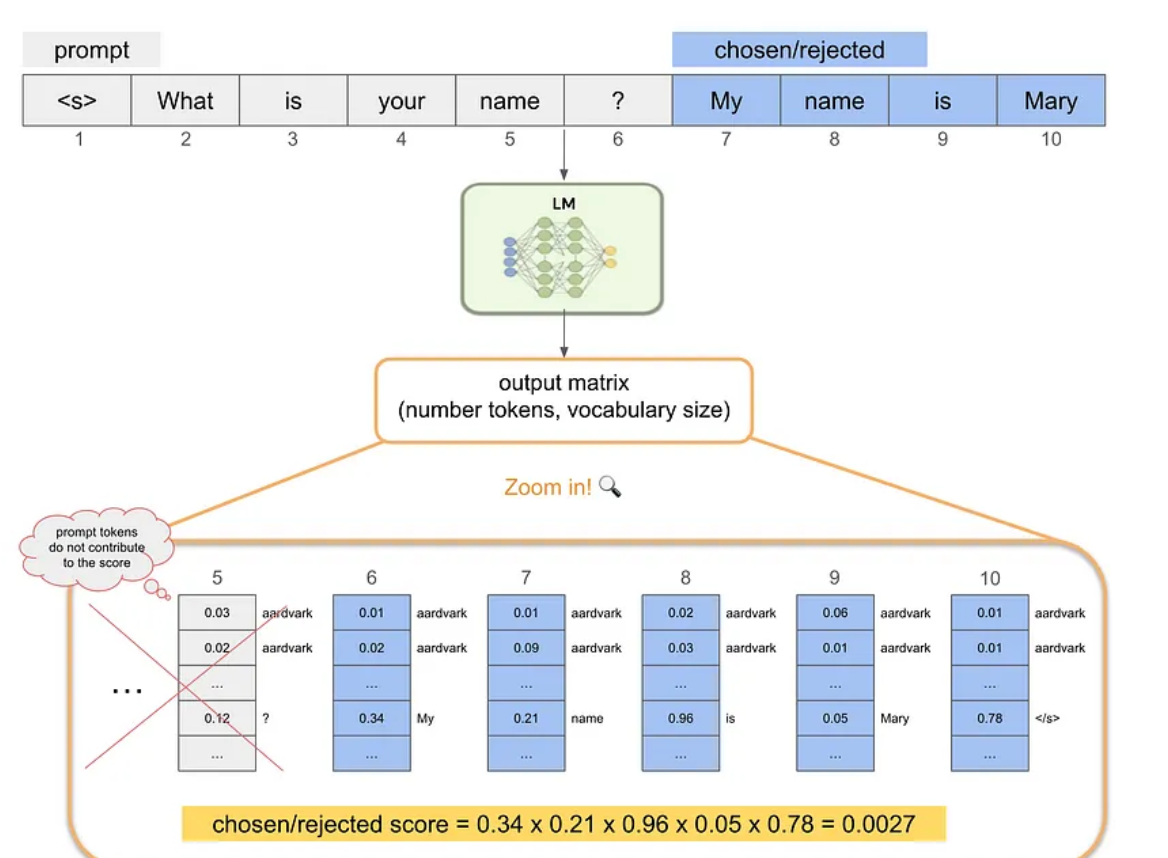 prompt
chosen/rejected
<s> What is your name ? My name is Mary
1 2 3 4 5 6 7 8 9 10
LM
output matrix
(number tokens, vocabulary size)
Zoom in!
prompt tokens
do not contribute
to the score
5 6 7 8 9 10
0.03 aardvark 0.01 aardvark 0.01 aardvark 0.02 aardvark 0.06 aardvark 0.01 aardvark
0.02 aardvark 0.02 aardvark 0.09 aardvark 0.03 aardvark 0.01 aardvark 0.01 aardvark
... ... ... ... ... ... ...
0.12 ? 0.34 My 0.21 name 0.96 is 0.05 Mary 0.78 </s>
... ... ... ... ... ...
chosen/rejected score = 0.34 x 0.21 x 0.96 x 0.05 x 0.78 = 0.0027